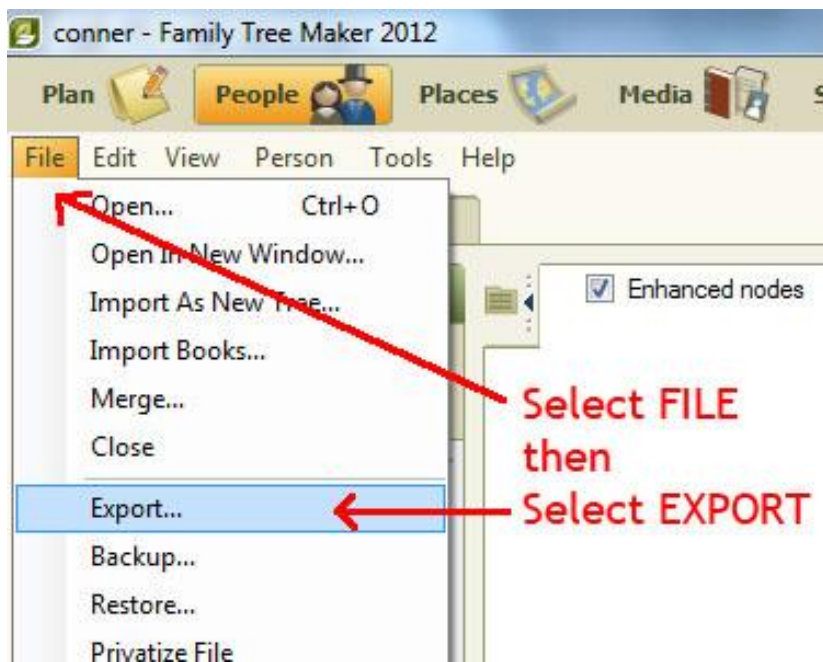 conner - Family Tree Maker 2012
Plan People Places Media
File Edit View Person Tools Help
Open... Ctrl+O
Open In New Window...
Import As New Tree...
Import Books...
Merge...
Close
Export...
Backup...
Restore...
Privatize File
Enhanced nodes
Select FILE
then
Select EXPORT